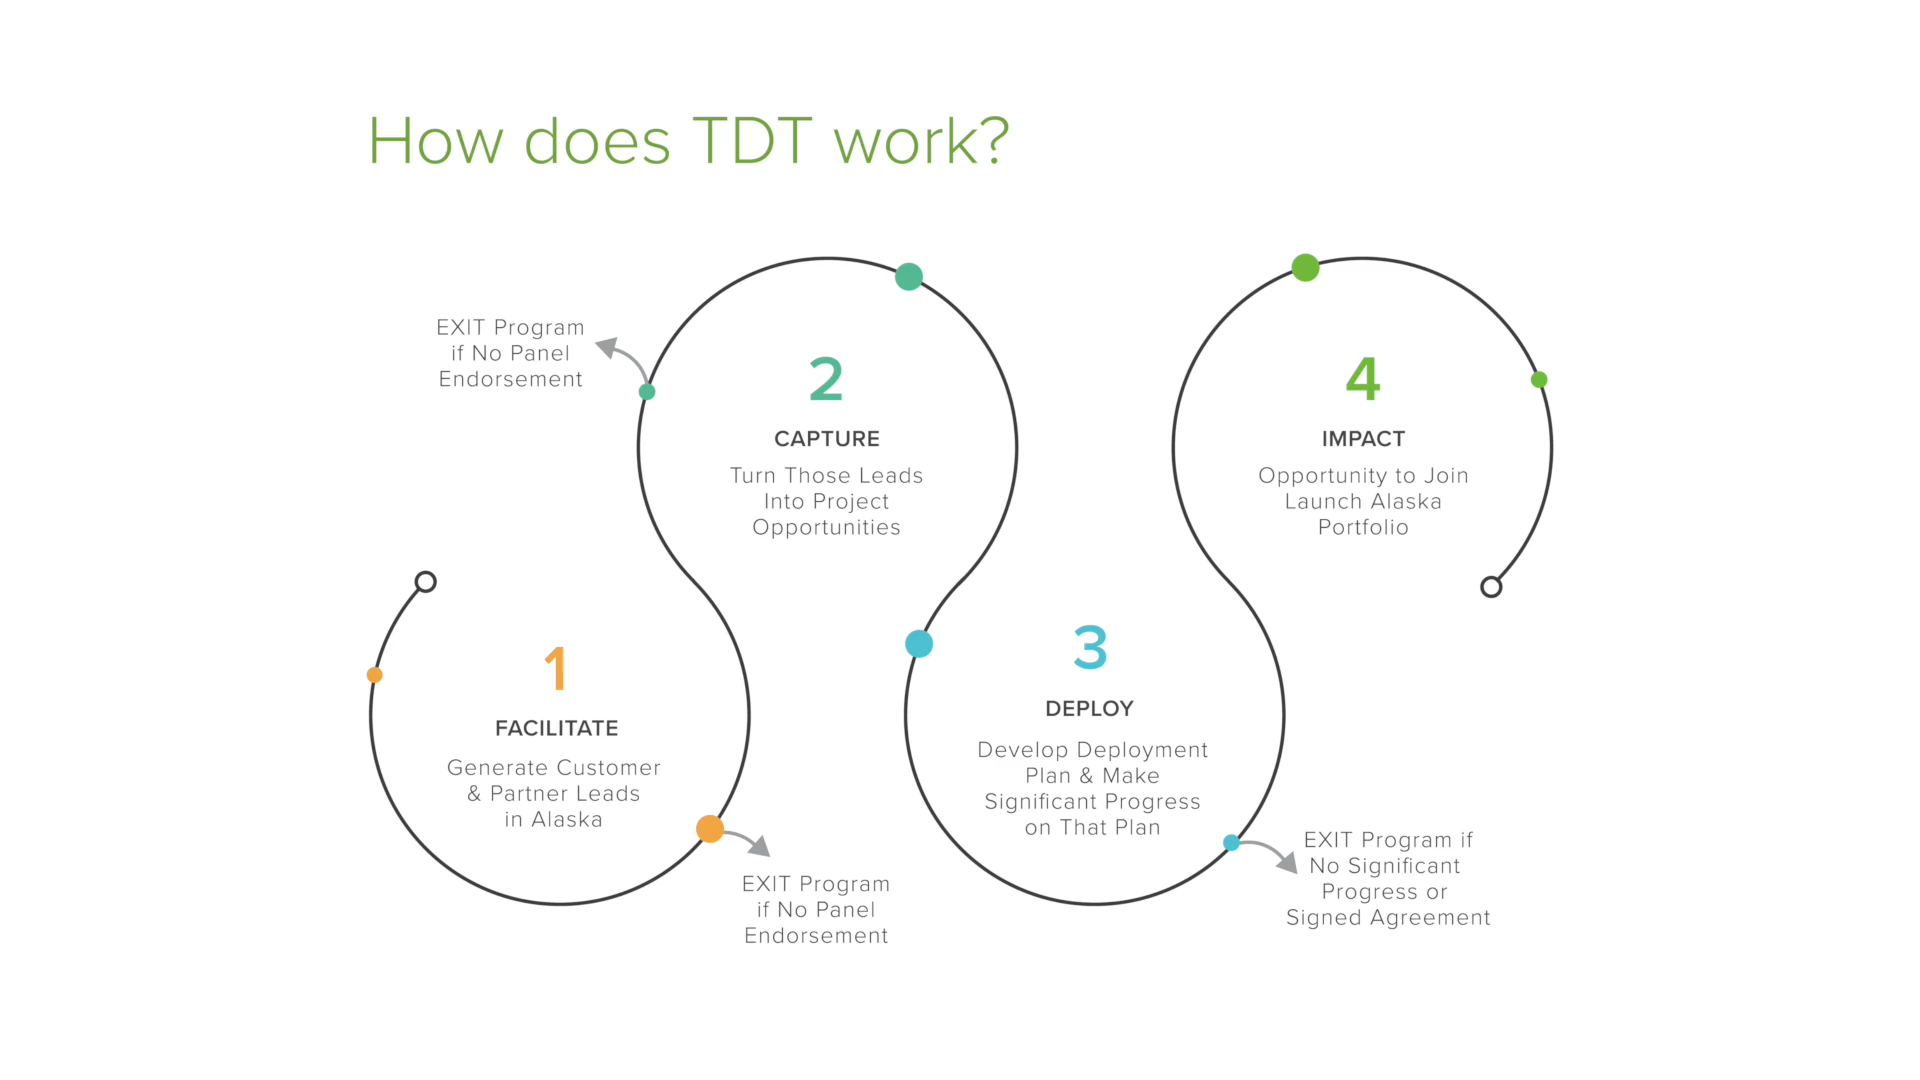 How does TDT work?
1
FACILITATE
Generate Customer
& Partner Leads
in Alaska
EXIT Program
if No Panel
Endorsement
EXIT Program
if No Panel
Endorsement
2
CAPTURE
Turn Those Leads
Into Project
Opportunities
3
DEPLOY
Develop Deployment
Plan & Make
Significant Progress
on That Plan
EXIT Program if
No Significant
Progress or
Signed Agreement
4
IMPACT
Opportunity to Join
Launch Alaska
Portfolio